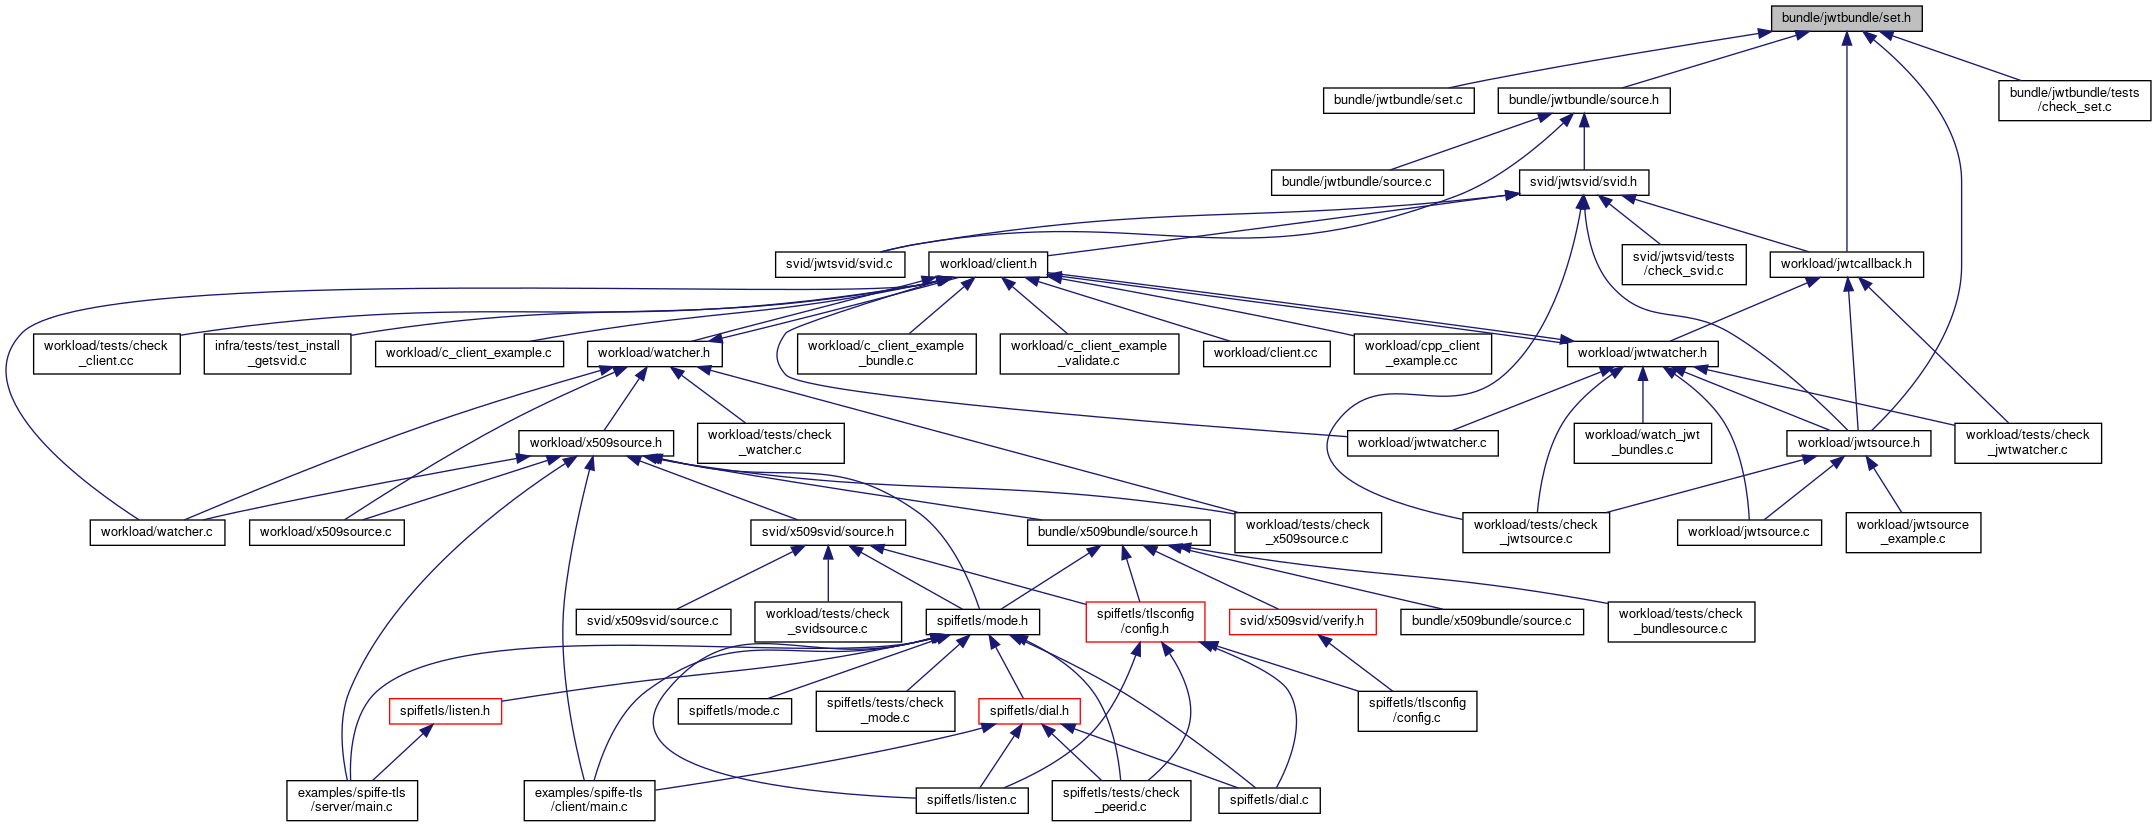 bundle/jwtbundle/set.h
bundle/jwtbundle/set.c
bundle/jwtbundle/source.h
bundle/jwtbundle/tests
/check_set.c
bundle/jwtbundle/source.c
svid/jwtsvid/svid.h
svid/jwtsvid/svid.c
workload/client.h
svid/jwtsvid/tests
/check_svid.c
workload/jwtcallback.h
workload/tests/check
_client.cc
infra/tests/test_install
_getsvid.c
workload/c_client_example.c
workload/watcher.h
workload/c_client_example
_bundle.c
workload/c_client_example
_validate.c
workload/client.cc
workload/cpp_client
_example.cc
workload/jwtwatcher.h
workload/x509source.h
workload/tests/check
_watcher.c
workload/jwtwatcher.c
workload/watch_jwt
_bundles.c
workload/jwtsource.h
workload/tests/check
_jwtwatcher.c
workload/watcher.c
workload/x509source.c
svid/x509svid/source.h
bundle/x509bundle/source.h
workload/tests/check
_x509source.c
workload/tests/check
_jwtsource.c
workload/jwtsource.c
workload/jwtsource
_example.c
svid/x509svid/source.c
workload/tests/check
_svidsource.c
spiffetls/mode.h
spiffetls/tlsconfig
/config.h
svid/x509svid/verify.h
bundle/x509bundle/source.c
workload/tests/check
_bundlesource.c
spiffetls/listen.h
spiffetls/mode.c
spiffetls/tests/check
_mode.c
spiffetls/dial.h
spiffetls/tlsconfig
/config.c
examples/spiffe-tls
/server/main.c
examples/spiffe-tls
/client/main.c
spiffetls/listen.c
spiffetls/tests/check
_peerid.c
spiffetls/dial.c